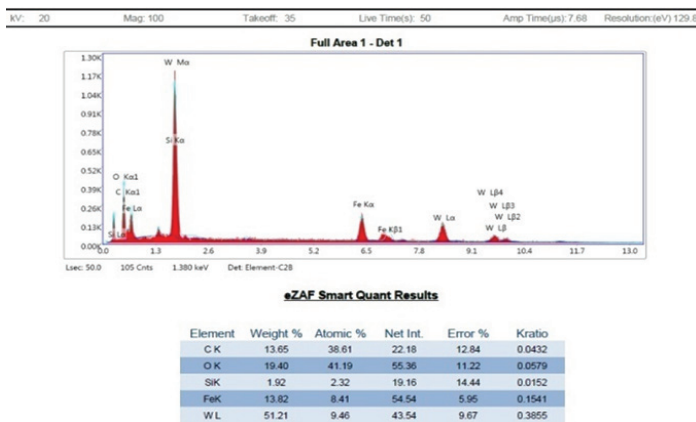 kV: 20 Mag: 100 Takeoff: 35 Live Time(s): 50 Amp Time(µs): 7.68 Resolution:(eV) 129.8
Full Area 1 - Det 1
1.30K
1.17K
1.04K
0.91K
0.78K
0.65K
0.52K
0.39K
0.26K
0.13K
0.00K
W Mα
Si Kα
O Kα1
C Kα1
Fe Lα
Si Lα
Fe Kα
Fe Kβ1
W Lα
W Lβ4
W Lβ3
W Lβ2
W Lβ
0.0 1.3 2.6 3.9 5.2 6.5 7.8 9.1 10.4 11.7 13.0
Lsec: 50.0 105 Cnts 1.380 keV Det: Element-C2B
eZAF Smart Quant Results
Element Weight % Atomic % Net Int. Error % Kratio
C K 13.65 38.61 22.18 12.84 0.0432
O K 19.40 41.19 55.36 11.22 0.0579
SiK 1.92 2.32 19.16 14.44 0.0152
FeK 13.82 8.41 54.54 5.95 0.1541
W L 51.21 9.46 43.54 9.67 0.3855